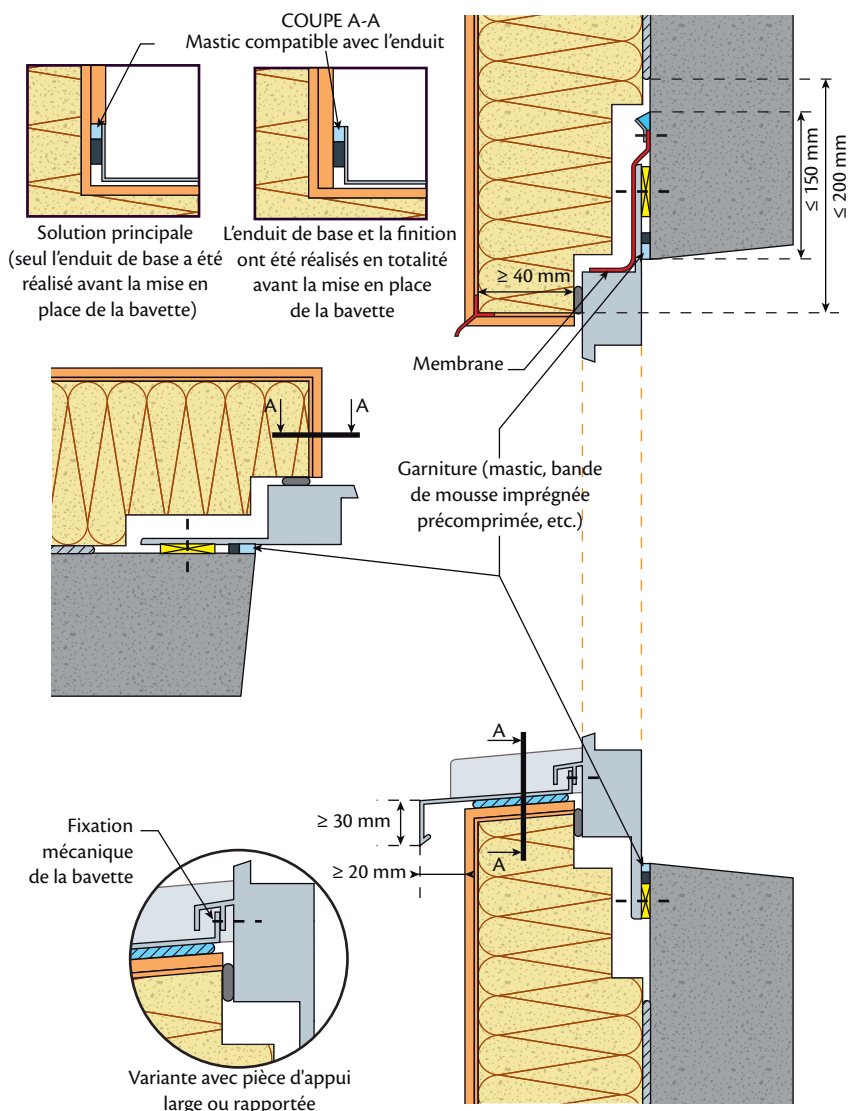 COUPE A-A
Mastic compatible avec l'enduit
Solution principale
(seul l'enduit de base a été
réalisé avant la mise en
place de la bavette)
L'enduit de base et la finition
ont été réalisés en totalité
avant la mise en place
de la bavette
≤ 150 mm
≤ 200 mm
≥ 40 mm
Membrane
A
A
Garniture (mastic, bande
de mousse imprégnée
précomprimée, etc.)
A
≥ 30 mm
A
≥ 20 mm
Fixation
mécanique
de la bavette
Variante avec pièce d'appui
large ou rapportée